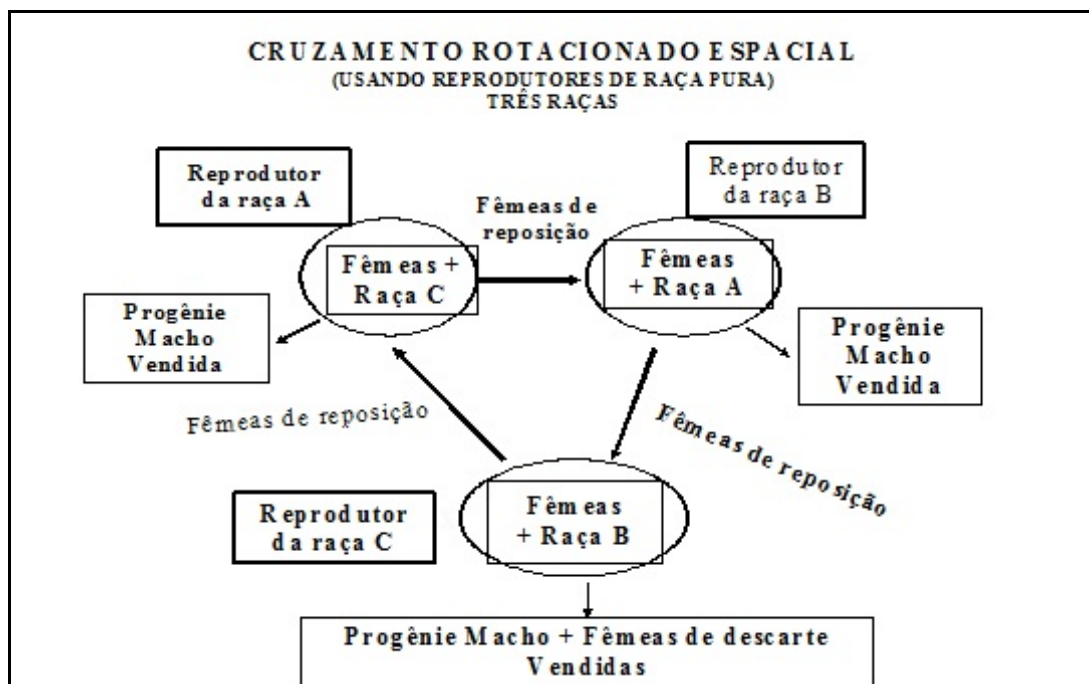 CRUZAMENTO ROTACIONADO ESPACIAL
(USANDO REPRODUTORES DE RAÇA PURA)
TRÊS RAÇAS
Reprodutor
da raça A
Fêmeas de
reposição
Reprodutor
da raça B
Fêmeas +
Raça C
Fêmeas
+ Raça A
Progênie
Macho
Vendida
Progênie
Macho
Vendida
Fêmeas de reposição
Fêmeas de reposição
Reprodutor
da raça C
Fêmeas
+ Raça B
Progênie Macho + Fêmeas de descarte
Vendidas